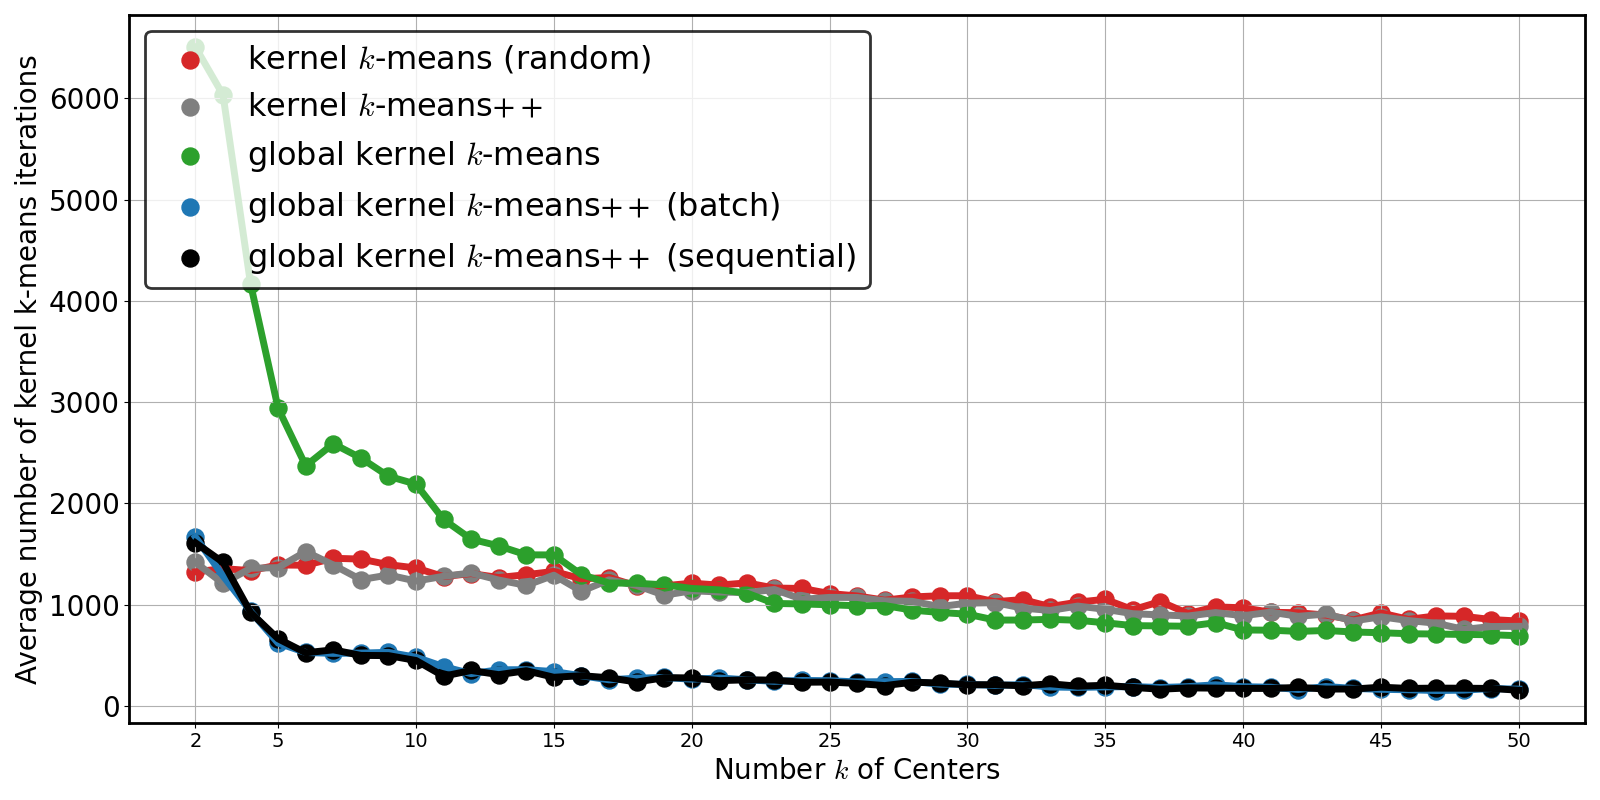 Average number of kernel k-means iterations
6000
5000
4000
3000
2000
1000
0
kernel k-means (random)
kernel k-means++
global kernel k-means
global kernel k-means++ (batch)
global kernel k-means++ (sequential)
2 5 10 15 20 25 30 35 40 45 50
Number k of Centers